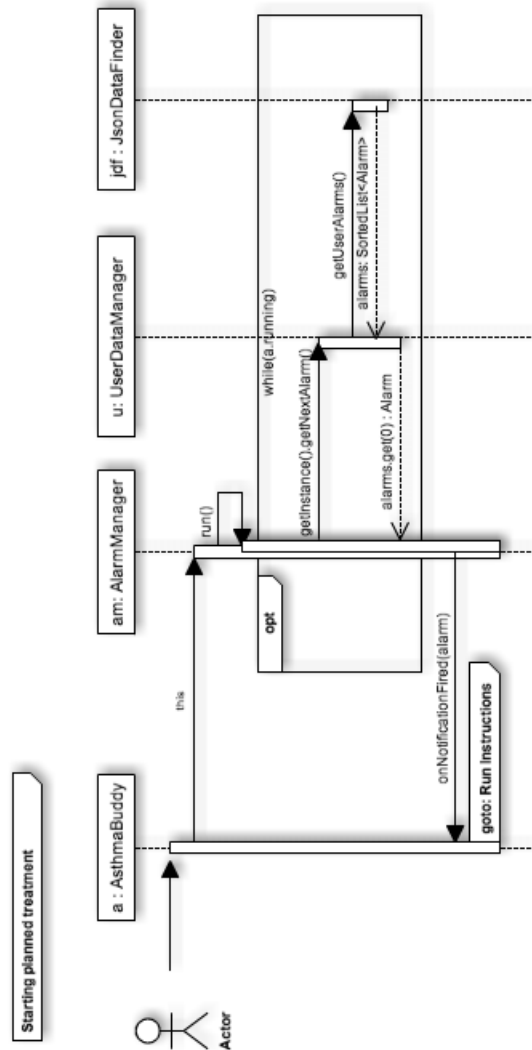 Starting planned treatment
Actor
a : AsthmaBuddy
am: AlarmManager
u: UserDataManager
jdf : JsonDataFinder
this
run()
opt
while(a.running)
getInstance().getNextAlarm()
getUserAlarms()
alarms: SortedList<Alarm>
alarms.get(0) : Alarm
onNotificationFired(alarm)
goto: Run Instructions